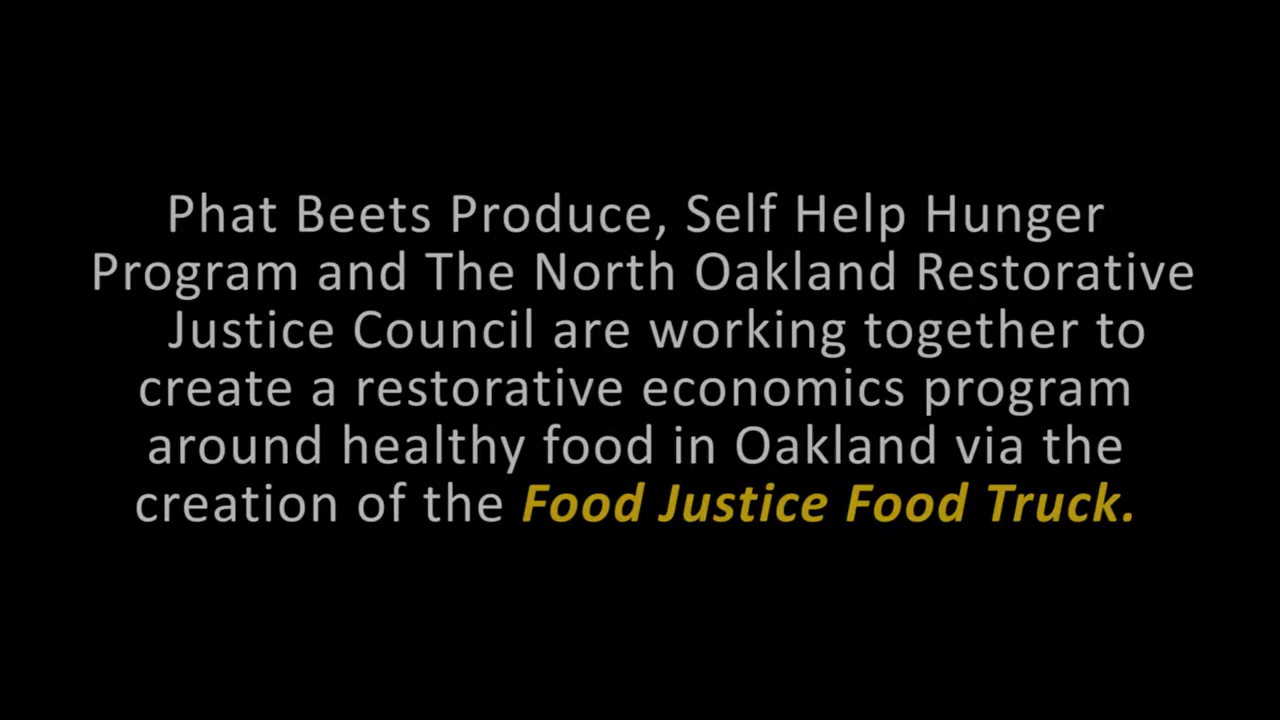 Phat Beets Produce, Self Help Hunger
Program and The North Oakland Restorative
Justice Council are working together to
create a restorative economics program
around healthy food in Oakland via the
creation of the Food Justice Food Truck.